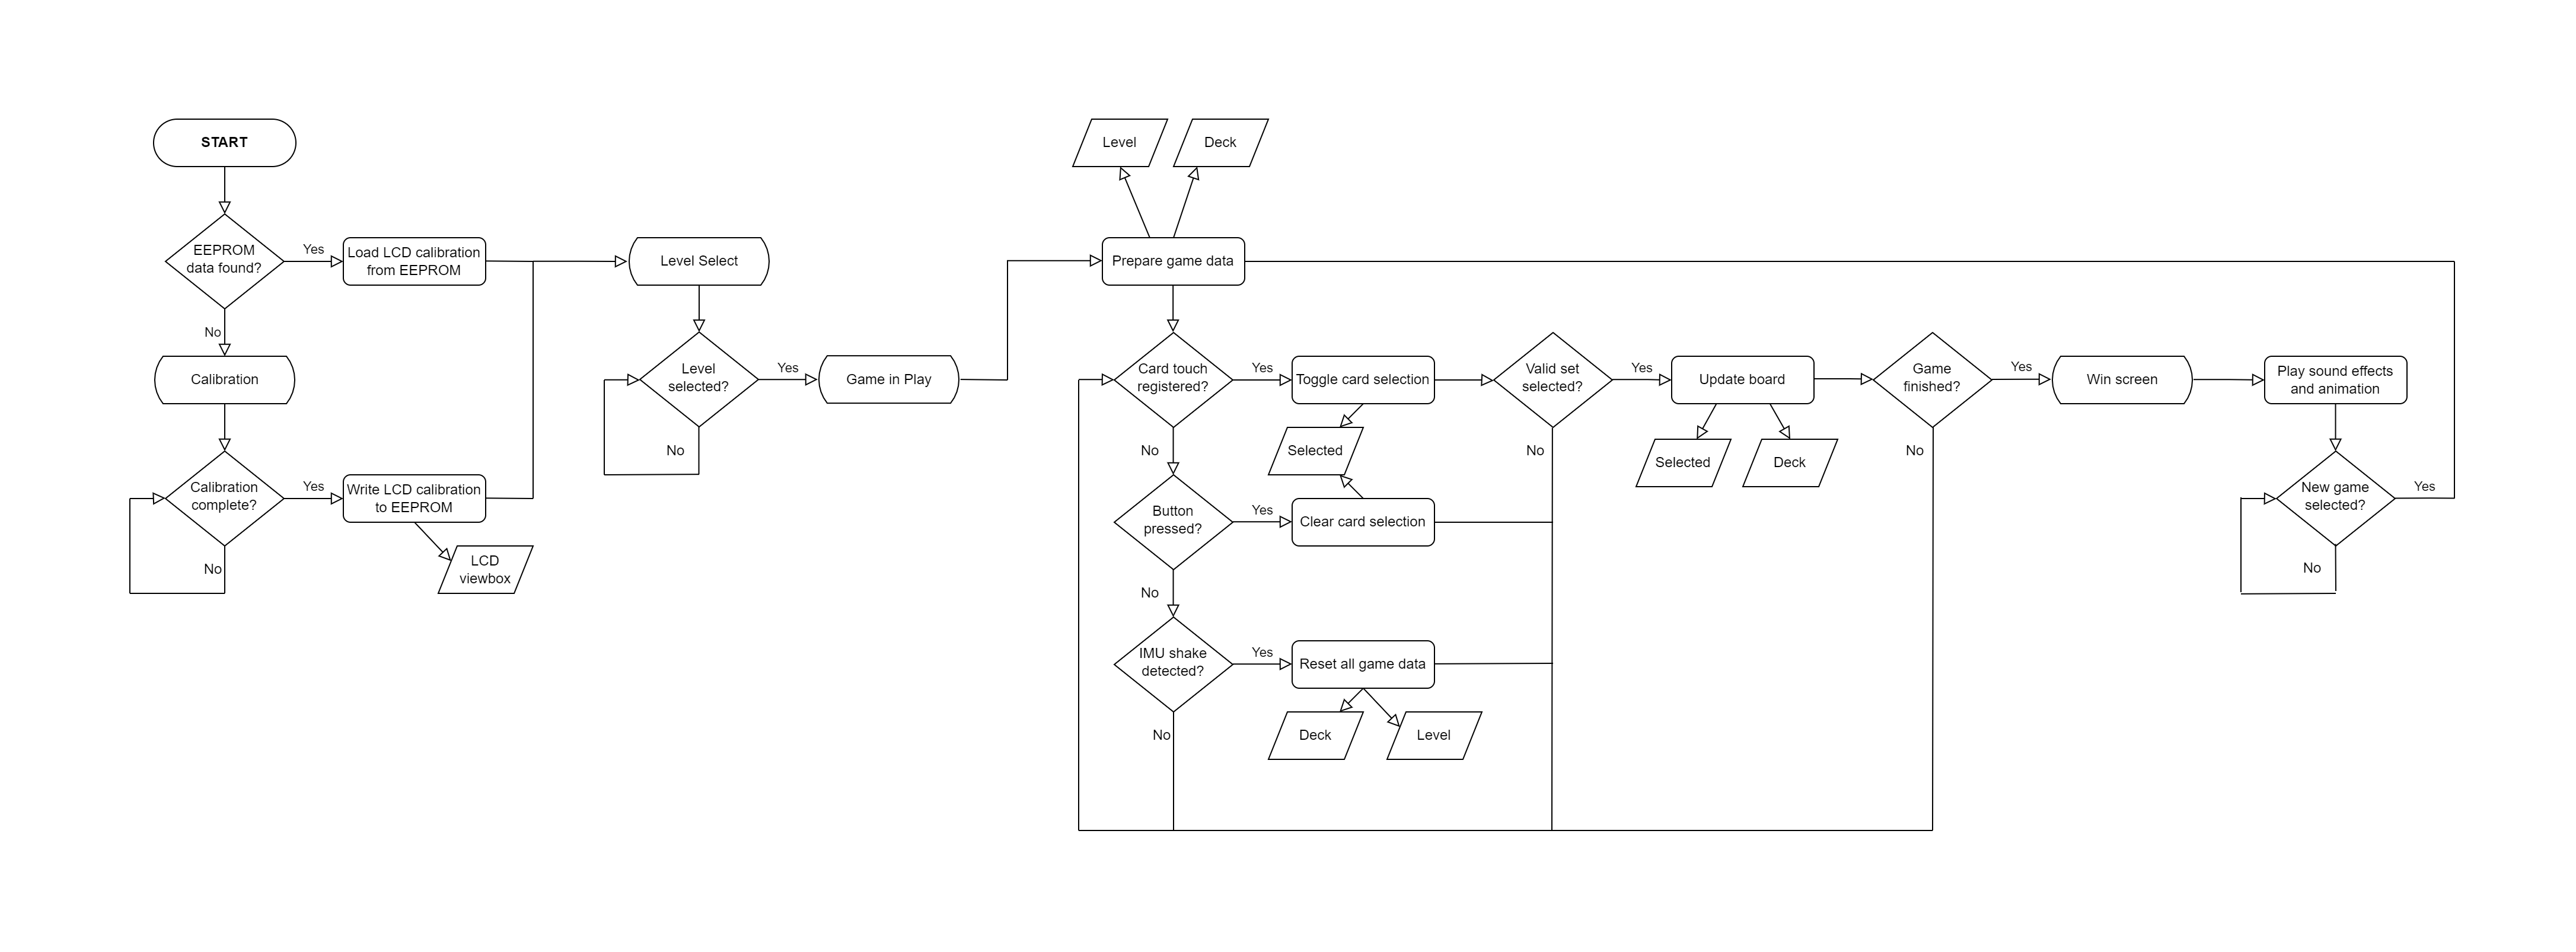 START
EEPROM
data found?
Yes
Load LCD calibration
from EEPROM
No
Calibration
Calibration
complete?
Yes
Write LCD calibration
to EEPROM
No
LCD
viewbox
Level Select
Level
selected?
Yes
No
Game in Play
Level
Deck
Prepare game data
Card touch
registered?
Yes
Toggle card selection
Selected
No
Button
pressed?
Yes
Clear card selection
No
IMU shake
detected?
Yes
Reset all game data
Deck
Level
No
Valid set
selected?
Yes
No
Update board
Selected
Deck
Game
finished?
Yes
No
Win screen
Play sound effects
and animation
New game
selected?
Yes
No